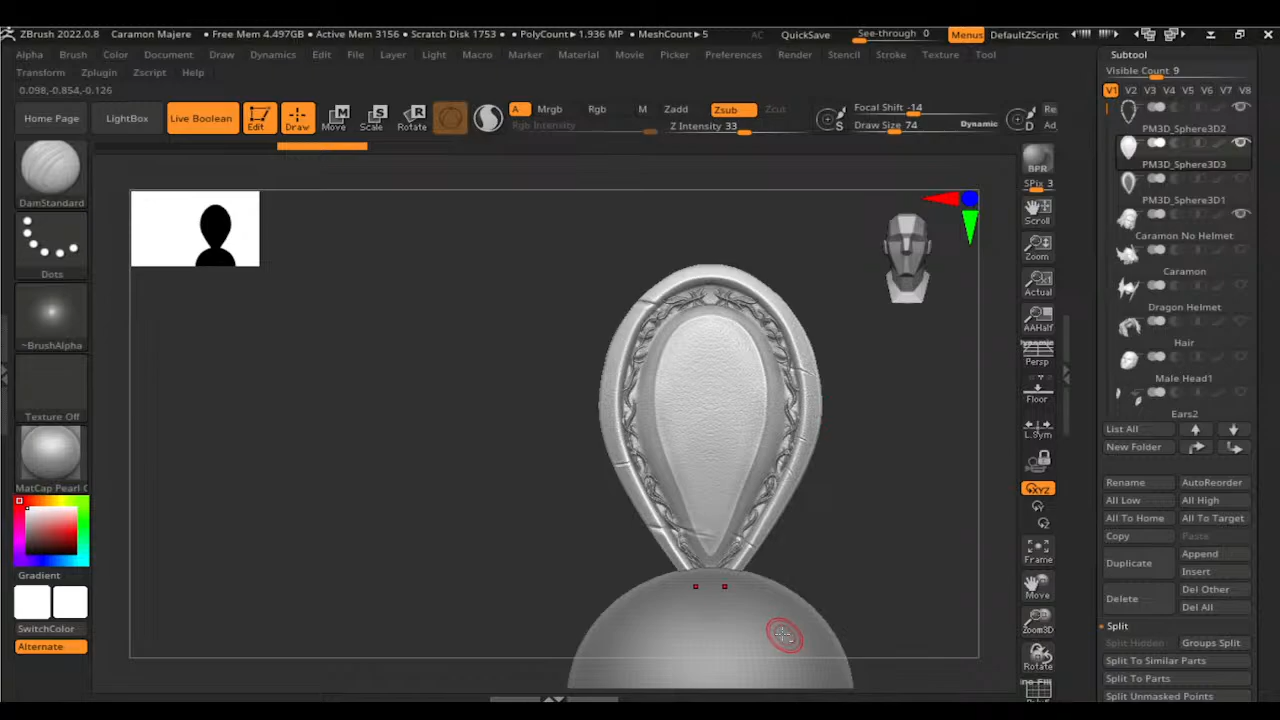 ZBrush 2022.0.8 Caramon Majere • Free Mem 4.497GB • Active Mem 3156 • Scratch Disk 1753 • PolyCount▸1.936 MP • MeshCount▸5 AC QuickSave See-through 0 Menus DefaultZScript
Alpha Brush Color Document Draw Dynamics Edit File Layer Light Macro Marker Material Movie Picker Preferences Render Stencil Stroke Texture Tool
Transform Zplugin Zscript Help
0.098,-0.854,-0.126
Home Page LightBox Live Boolean Edit Draw Move Scale Rotate
A Mrgb Rgb M Zadd Zsub Zcut
Rgb Intensity Z Intensity 33
Focal Shift -14
Draw Size 74 Dynamic
S D
Re
Ad
DamStandard
Dots
~BrushAlpha
Texture Off
MatCap Pearl C
Gradient
SwitchColor
Alternate
BPR
SPix 3
Scroll
Zoom
Actual
AAHalf
Dynamic
Persp
Floor
L.Sym
XYZ
Frame
Move
Zoom3D
Rotate
Line Fill
Subtool
Visible Count 9
V1 V2 V3 V4 V5 V6 V7 V8
PM3D_Sphere3D2
PM3D_Sphere3D3
PM3D_Sphere3D1
Caramon No Helmet
Caramon
Dragon Helmet
Hair
Male Head1
Ears2
List All
New Folder
Rename AutoReorder
All Low All High
All To Home All To Target
Copy Paste
Duplicate Append
Insert
Delete Del Other
Del All
Split
Split Hidden Groups Split
Split To Similar Parts
Split To Parts
Split Unmasked Points